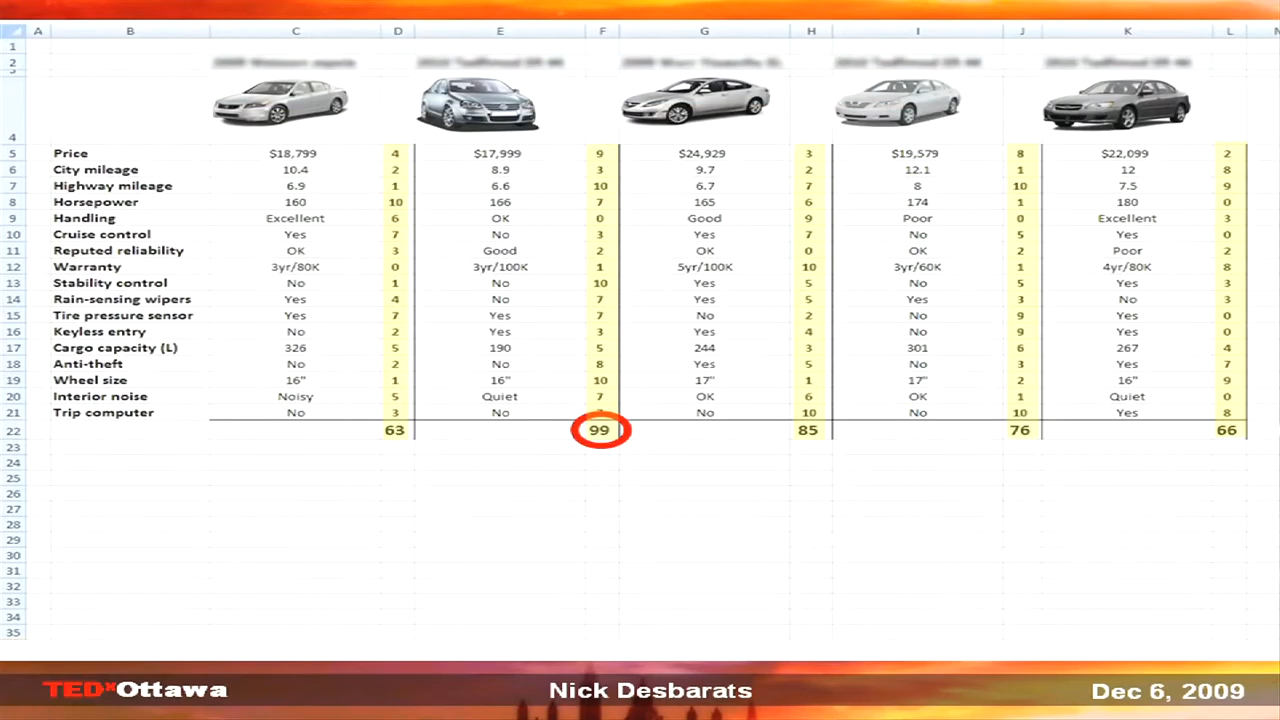 A B C D E F G H I J K L
1
2
3
4
5 Price $18,799 4 $17,999 9 $24,929 3 $19,579 8 $22,099 2
6 City mileage 10.4 2 8.9 3 9.7 2 12.1 1 12 8
7 Highway mileage 6.9 1 6.6 10 6.7 7 8 10 7.5 9
8 Horsepower 160 10 166 7 165 6 174 1 180 0
9 Handling Excellent 6 OK 0 Good 9 Poor 0 Excellent 3
10 Cruise control Yes 7 No 3 Yes 7 No 5 Yes 0
11 Reputed reliability OK 3 Good 2 OK 0 OK 2 Poor 2
12 Warranty 3yr/80K 0 3yr/100K 1 5yr/100K 10 3yr/60K 1 4yr/80K 8
13 Stability control No 1 No 10 Yes 5 No 5 Yes 3
14 Rain-sensing wipers Yes 4 No 7 Yes 5 Yes 3 No 3
15 Tire pressure sensor Yes 7 Yes 7 No 2 No 9 Yes 0
16 Keyless entry No 2 Yes 3 Yes 4 No 9 Yes 0
17 Cargo capacity (L) 326 5 190 5 244 3 301 6 267 4
18 Anti-theft No 2 No 8 Yes 5 No 3 Yes 7
19 Wheel size 16" 1 16" 10 17" 1 17" 2 16" 9
20 Interior noise Noisy 5 Quiet 7 OK 6 OK 1 Quiet 0
21 Trip computer No 3 No No 10 No 10 Yes 8
22 63 99 85 76 66
23
24
25
26
27
28
29
30
31
32
33
34
35
TEDxOttawa Nick Desbarats Dec 6, 2009